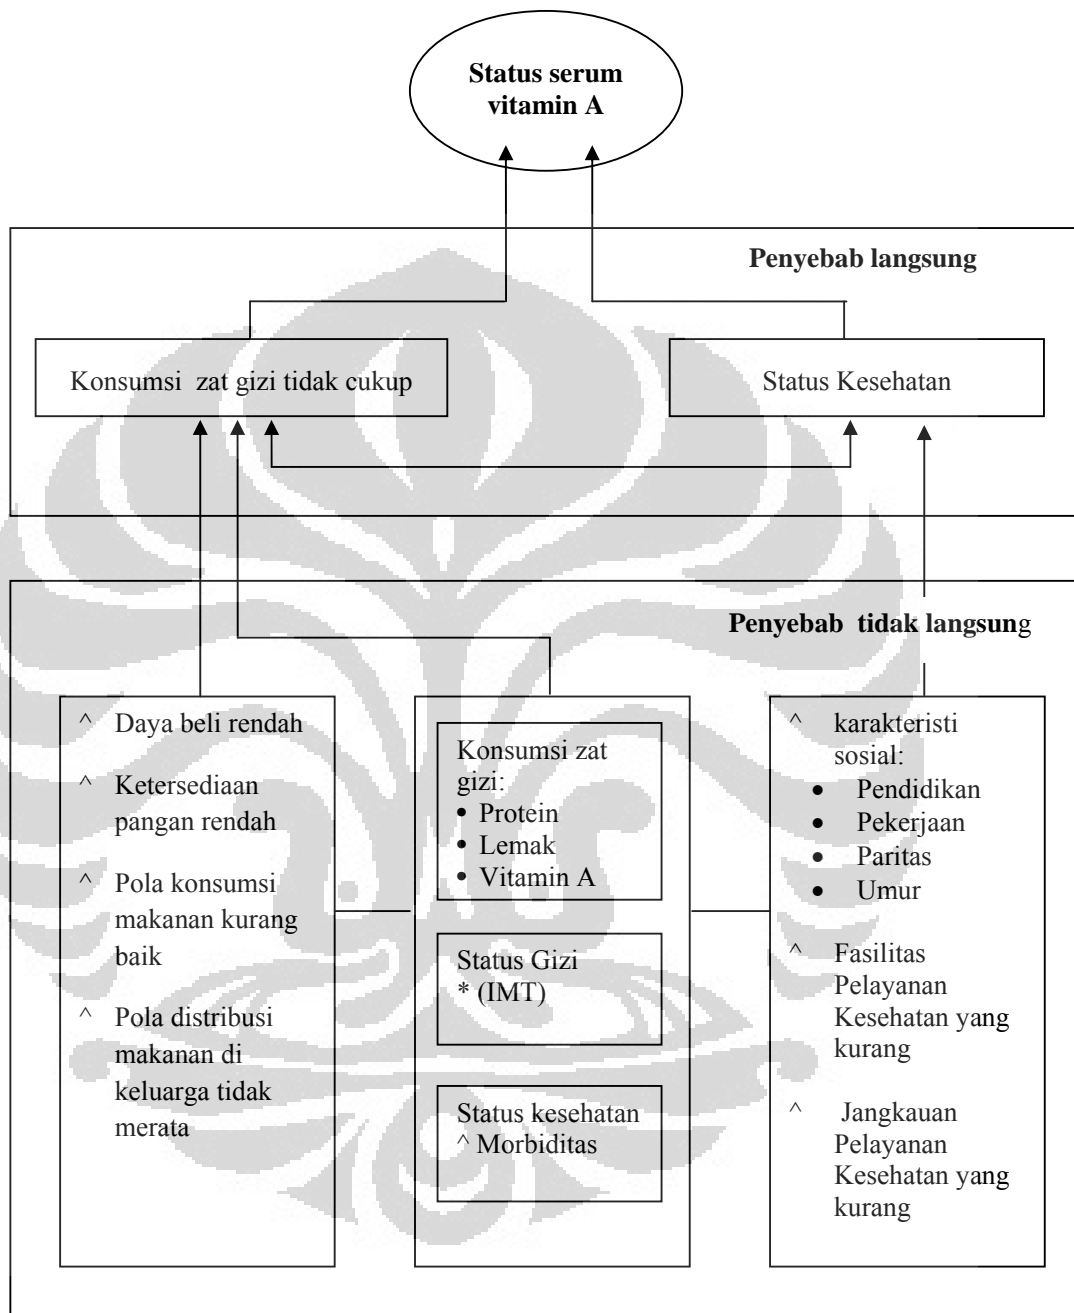 Status serum
vitamin A
Penyebab langsung
Konsumsi zat gizi tidak cukup
Status Kesehatan
Penyebab tidak langsung
^ Daya beli rendah
^ Ketersediaan
pangan rendah
^ Pola konsumsi
makanan kurang
baik
^ Pola distribusi
makanan di
keluarga tidak
merata
Konsumsi zat
gizi:
• Protein
• Lemak
• Vitamin A
Status Gizi
* (IMT)
Status kesehatan
^ Morbiditas
^ karakteristi
sosial:
• Pendidikan
• Pekerjaan
• Paritas
• Umur
^ Fasilitas
Pelayanan
Kesehatan yang
kurang
^ Jangkauan
Pelayanan
Kesehatan yang
kurang